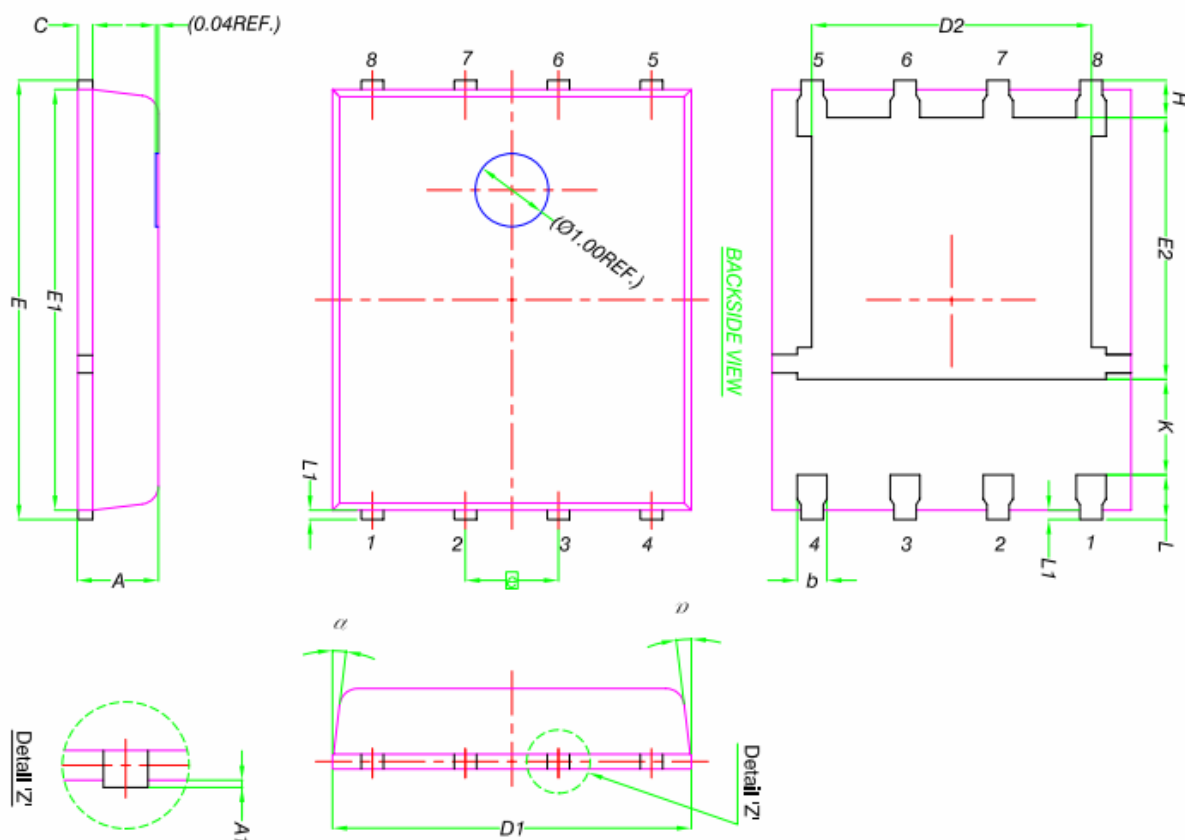 C
(0.04REF.)
E
E1
A
8
7
6
5
(Ø1.00REF.)
L1
1
2
3
4
e
BACKSIDE VIEW
D2
5
6
7
8
H
E2
K
L
L1
4
3
2
1
b
α
D1
Detail 'Z'
Detail 'Z'
A1